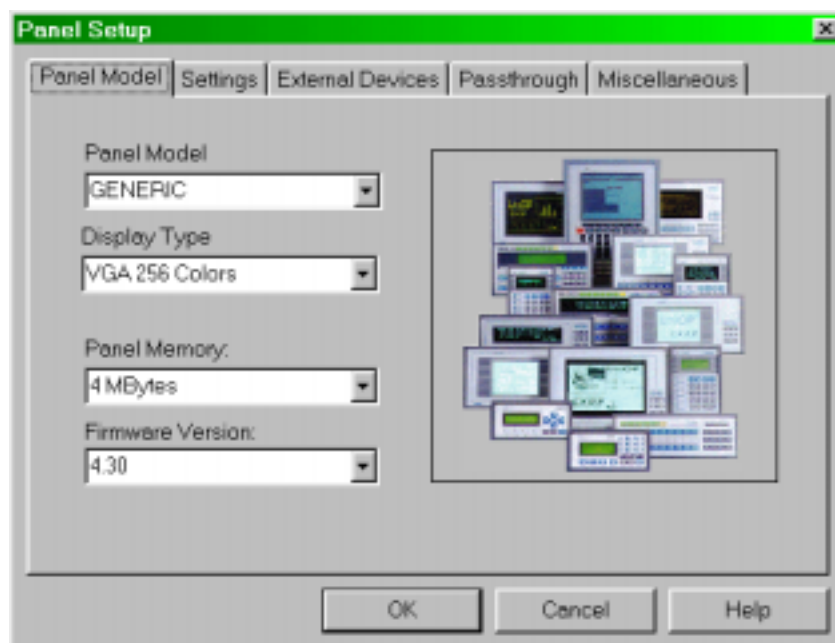 Panel Setup
Panel Model
Settings
External Devices
Passthrough
Miscellaneous
Panel Model
GENERIC
Display Type
VGA 256 Colors
Panel Memory:
4 MBytes
Firmware Version:
4.30
OK
Cancel
Help